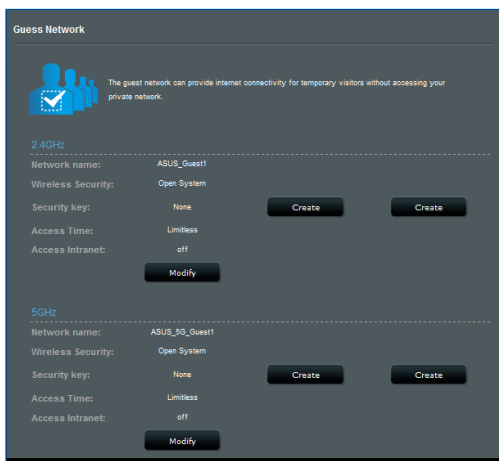 Guess Network
The guest network can provide internet connectivity for temporary visitors without accessing your
private network.
2.4GHz
Network name: ASUS_Guest1
Wireless Security: Open System
Security key: None Create Create
Access Time: Limitless
Access Intranet: off
Modify
5GHz
Network name: ASUS_5G_Guest1
Wireless Security: Open System
Security key: None Create Create
Access Time: Limitless
Access Intranet: off
Modify